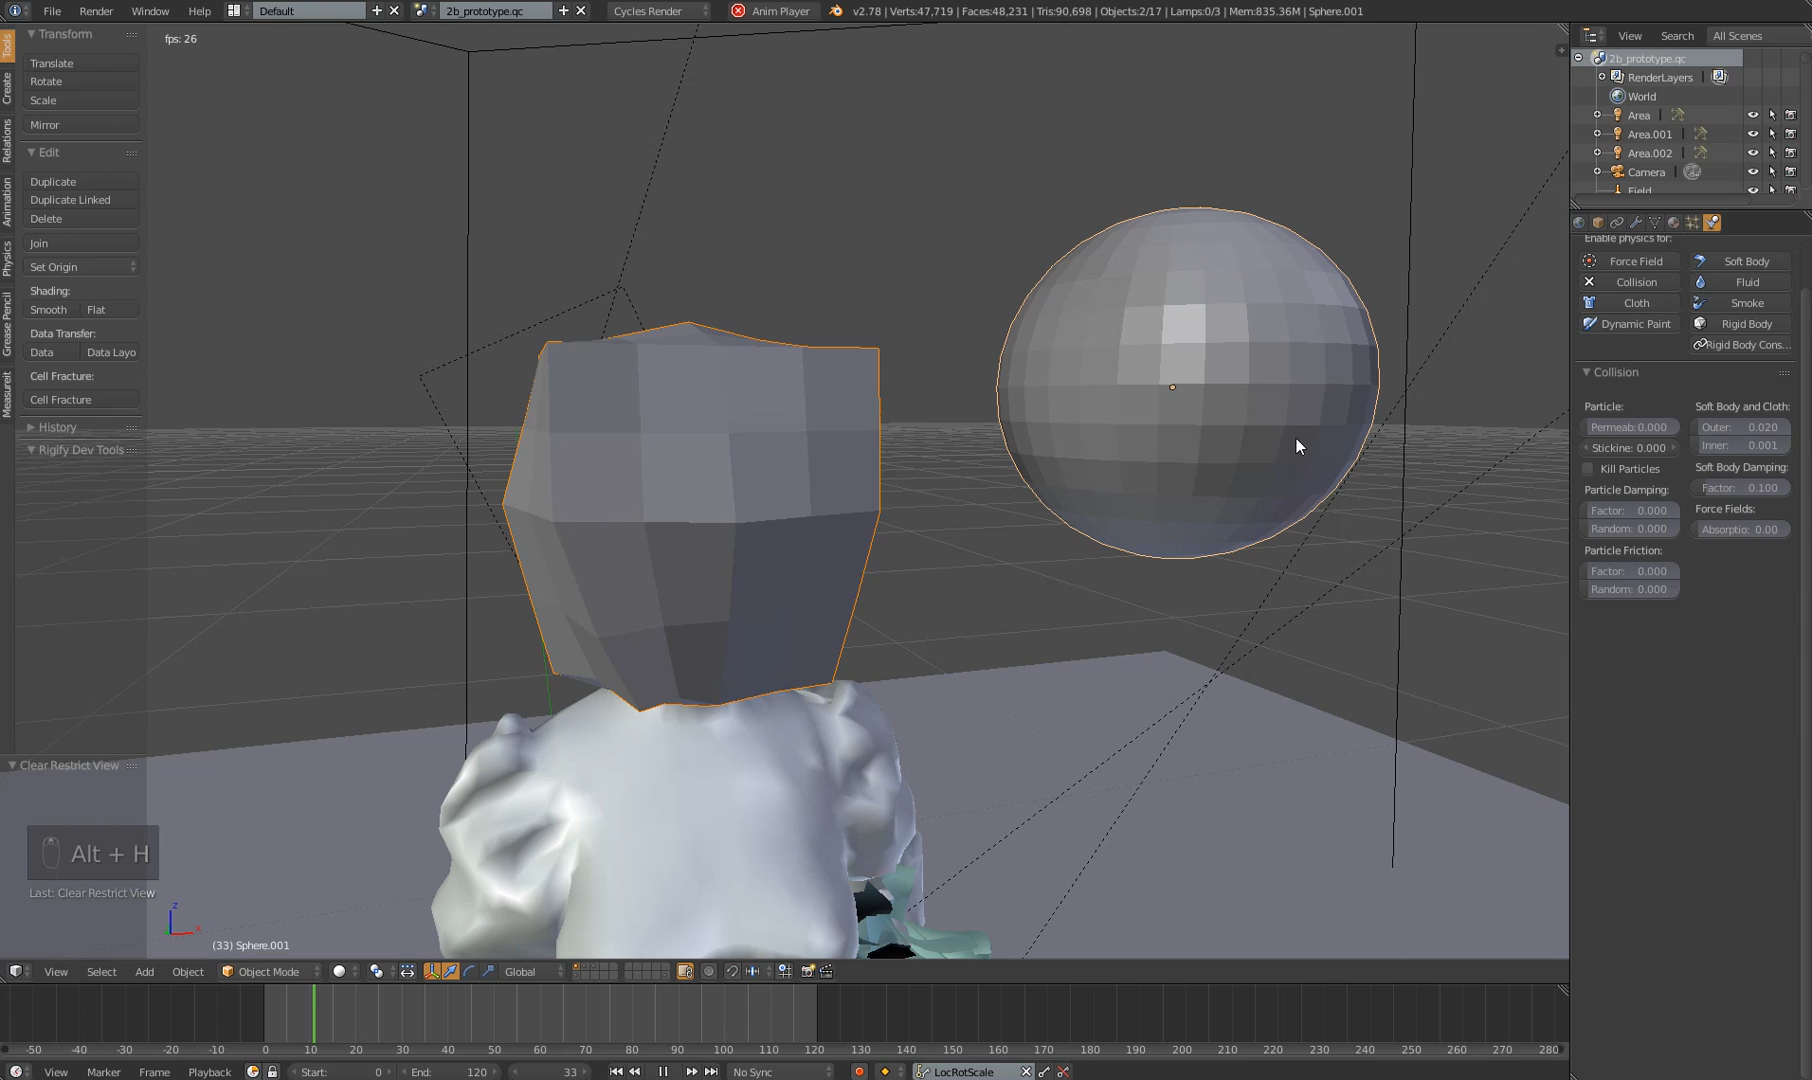 File Render Window Help Default 2b_prototype.qc Cycles Render Anim Player v2.78 | Verts:47,719 | Faces:48,231 | Tris:90,698 | Objects:2/17 | Lamps:0/3 | Mem:835.36M | Sphere.001
fps: 26
Tools
Create
Relations
Animation
Physics
Grease Pencil
Measureit
Transform
Translate
Rotate
Scale
Mirror
Edit
Duplicate
Duplicate Linked
Delete
Join
Set Origin
Shading:
Smooth Flat
Data Transfer:
Data Data Layo
Cell Fracture:
Cell Fracture
History
Rigify Dev Tools
Clear Restrict View
Alt + H
Last: Clear Restrict View
z
x
(33) Sphere.001
View Search All Scenes
2b_prototype.qc
RenderLayers |
World
Area |
Area.001 |
Area.002 |
Camera |
Field
Enable physics for:
Force Field Soft Body
Collision Fluid
Cloth Smoke
Dynamic Paint Rigid Body
Rigid Body Cons...
Collision
Particle: Soft Body and Cloth:
Permeab: 0.000 Outer: 0.020
Stickine: 0.000 Inner: 0.001
Kill Particles Soft Body Damping:
Particle Damping: Factor: 0.100
Factor: 0.000 Force Fields:
Random: 0.000 Absorptio: 0.00
Particle Friction:
Factor: 0.000
Random: 0.000
View Select Add Object Object Mode Global
-50 -40 -30 -20 -10 0 10 20 30 40 50 60 70 80 90 100 110 120 130 140 150 160 170 180 190 200 210 220 230 240 250 260 270 280
View Marker Frame Playback Start: 0 End: 120 33 No Sync LocRotScale